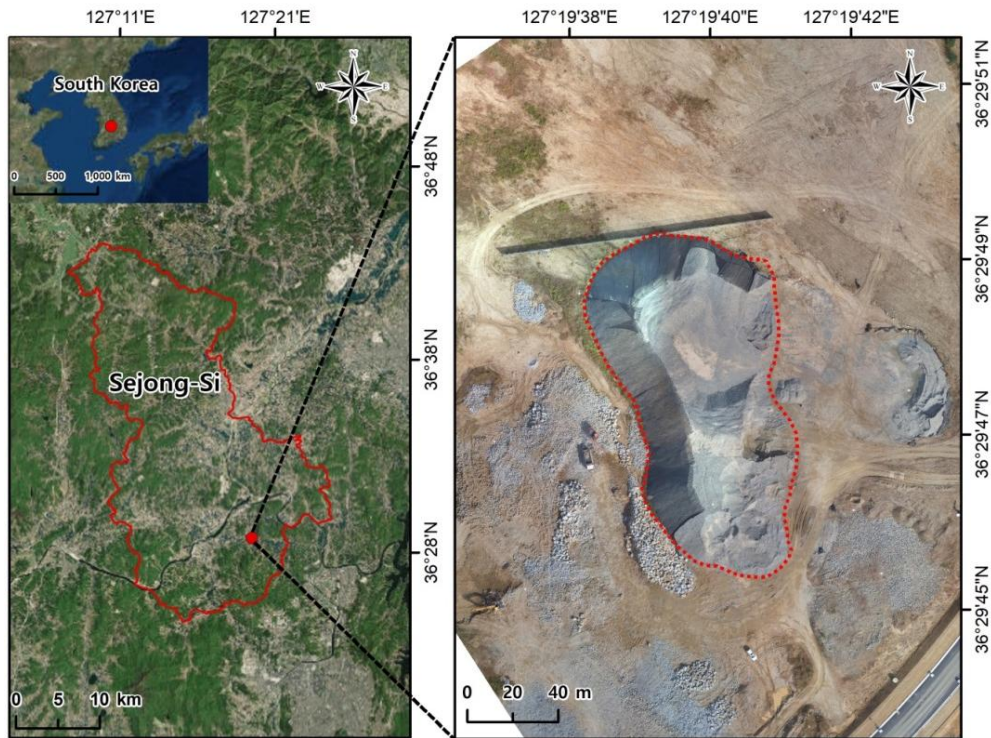 127°11'E 127°21'E 127°19'38"E 127°19'40"E 127°19'42"E
N
W E
S
South Korea
0 500 1,000 km
N
W E
S
36°48'N
36°38'N
36°28'N
Sejong-Si
0 5 10 km
36°29'51"N
36°29'49"N
36°29'47"N
36°29'45"N
0 20 40 m